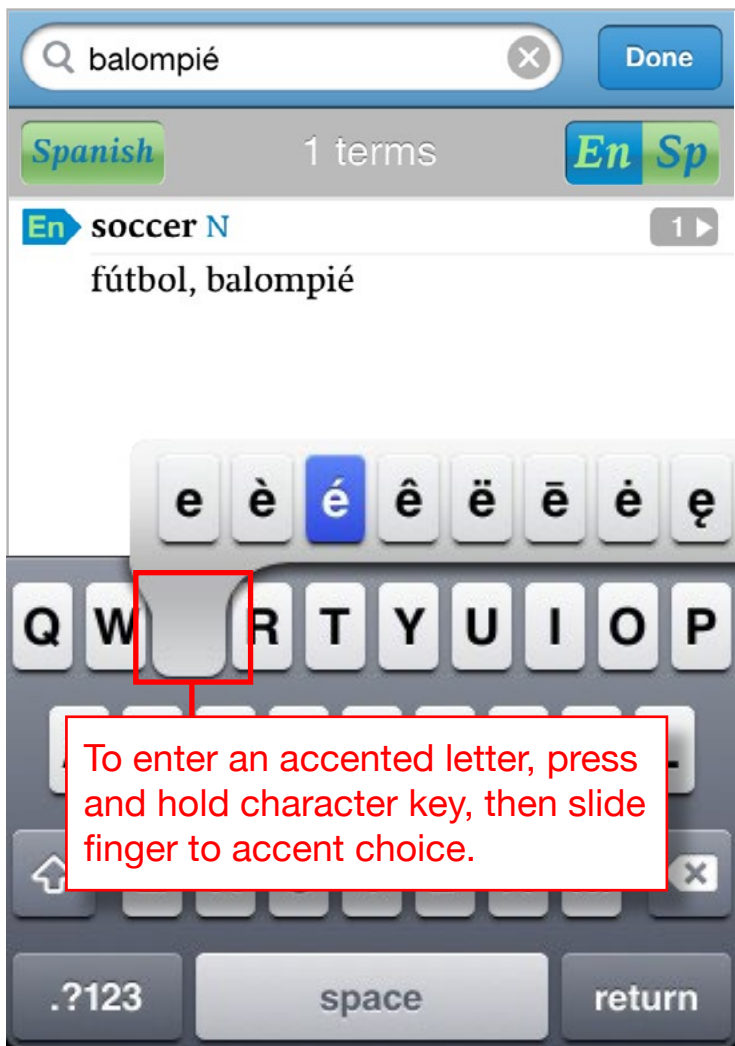 balompié Done
Spanish 1 terms En Sp
En soccer N 1
fútbol, balompié
e è é ê ë ē ė ę
Q W R T Y U I O P
To enter an accented letter, press
and hold character key, then slide
finger to accent choice.
.?123 space return